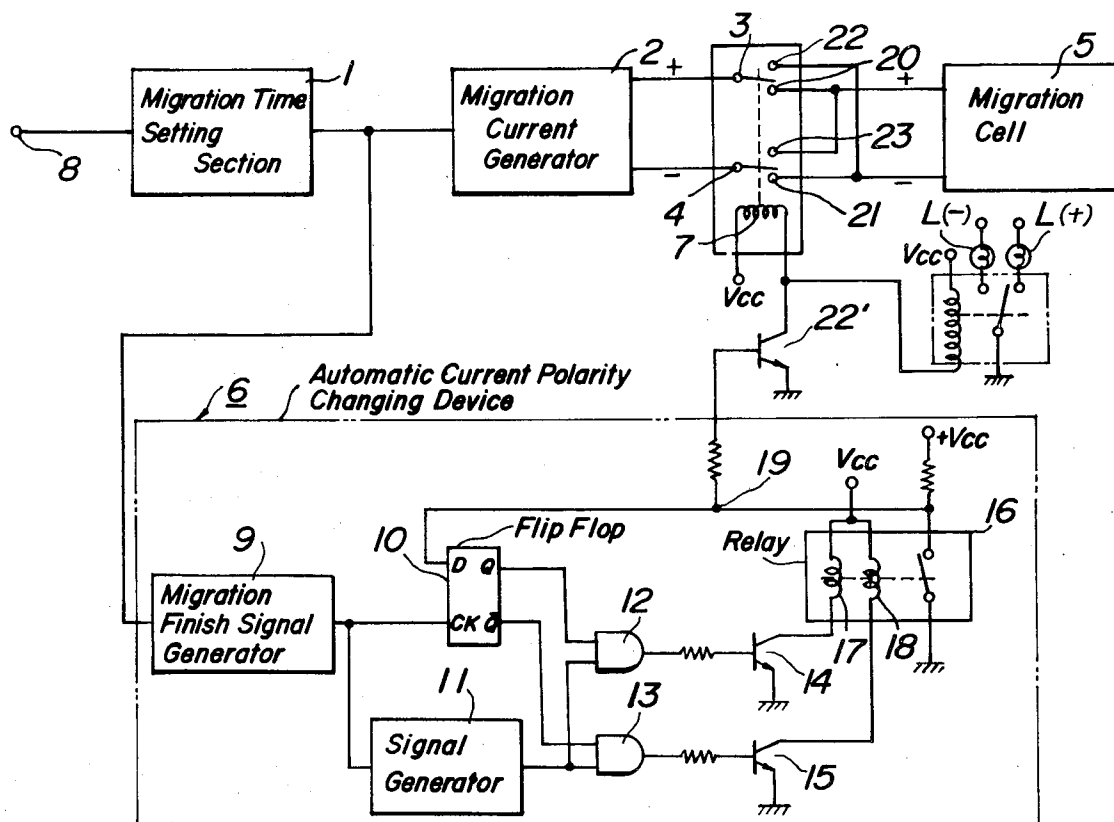 1
Migration Time
Setting
Section
8
2
Migration
Current
Generator
+
−
3
22
20
4
23
21
7
Vcc
+
−
5
Migration
Cell
L(-)
L(+)
Vcc
22'
6
Automatic Current Polarity
Changing Device
19
Vcc
+Vcc
16
Relay
17
18
9
Migration
Finish Signal
Generator
10
Flip Flop
D Q
CK Q̅
11
Signal
Generator
12
13
14
15